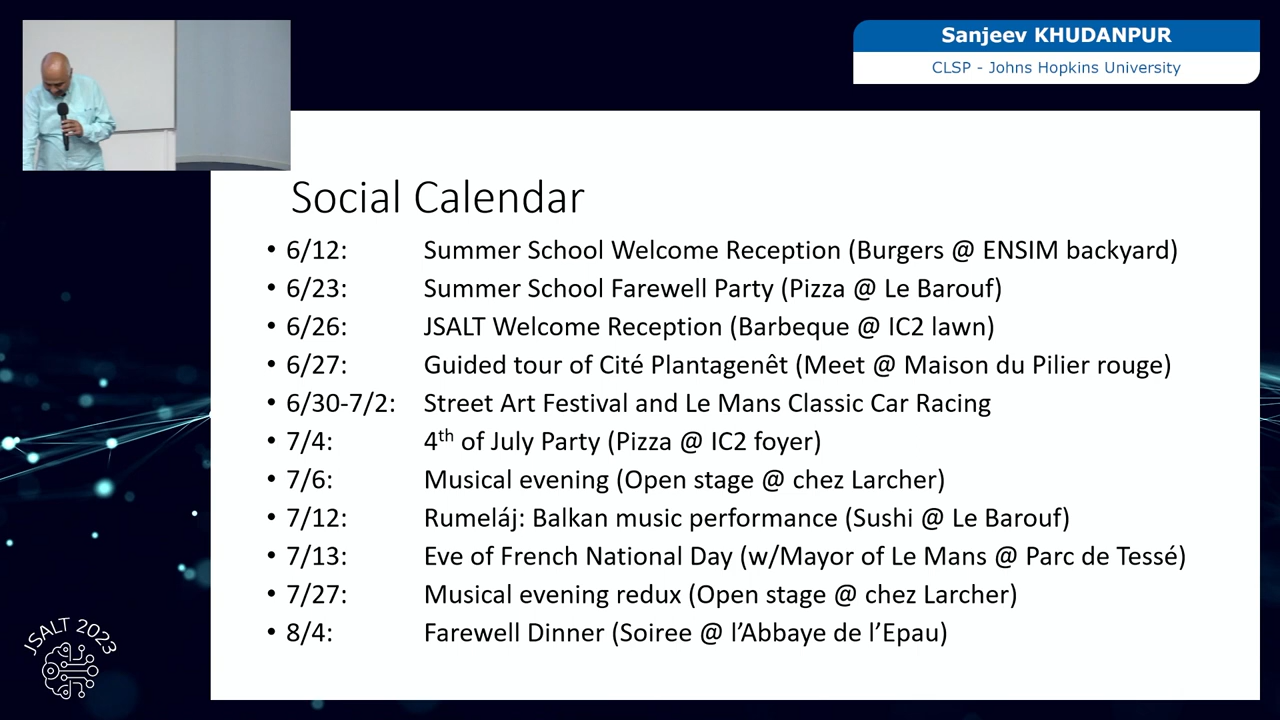 Sanjeev KHUDANPUR
CLSP - Johns Hopkins University
Social Calendar
• 6/12: Summer School Welcome Reception (Burgers @ ENSIM backyard)
• 6/23: Summer School Farewell Party (Pizza @ Le Barouf)
• 6/26: JSALT Welcome Reception (Barbeque @ IC2 lawn)
• 6/27: Guided tour of Cité Plantagenêt (Meet @ Maison du Pilier rouge)
• 6/30-7/2: Street Art Festival and Le Mans Classic Car Racing
• 7/4: 4th of July Party (Pizza @ IC2 foyer)
• 7/6: Musical evening (Open stage @ chez Larcher)
• 7/12: Rumeláj: Balkan music performance (Sushi @ Le Barouf)
• 7/13: Eve of French National Day (w/Mayor of Le Mans @ Parc de Tessé)
• 7/27: Musical evening redux (Open stage @ chez Larcher)
• 8/4: Farewell Dinner (Soiree @ l’Abbaye de l’Epau)
JSALT 2023